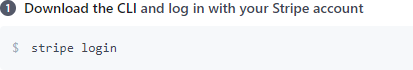 1 Download the CLI and log in with your Stripe account
$ stripe login